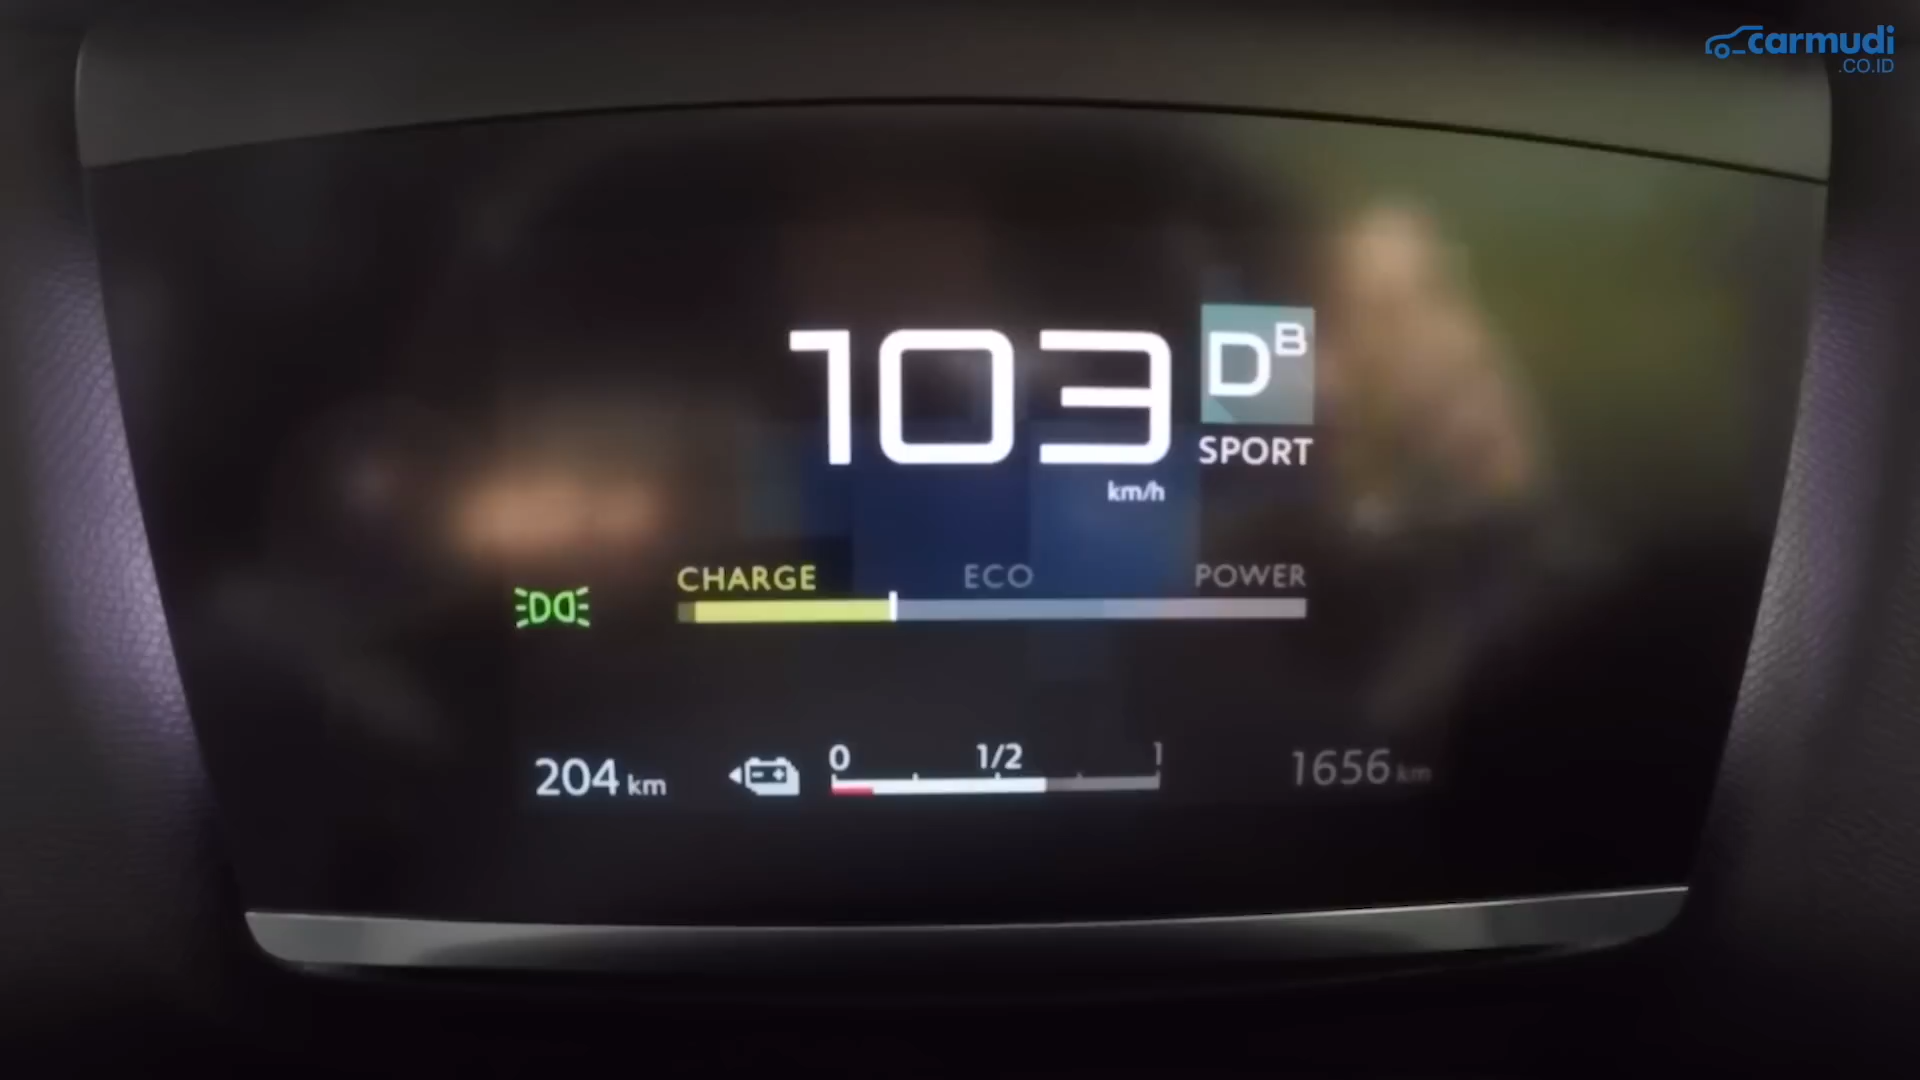 carmudi
.CO.ID
103 D B
SPORT
km/h
CHARGE ECO POWER
0 1/2 1
204 km 1656 km